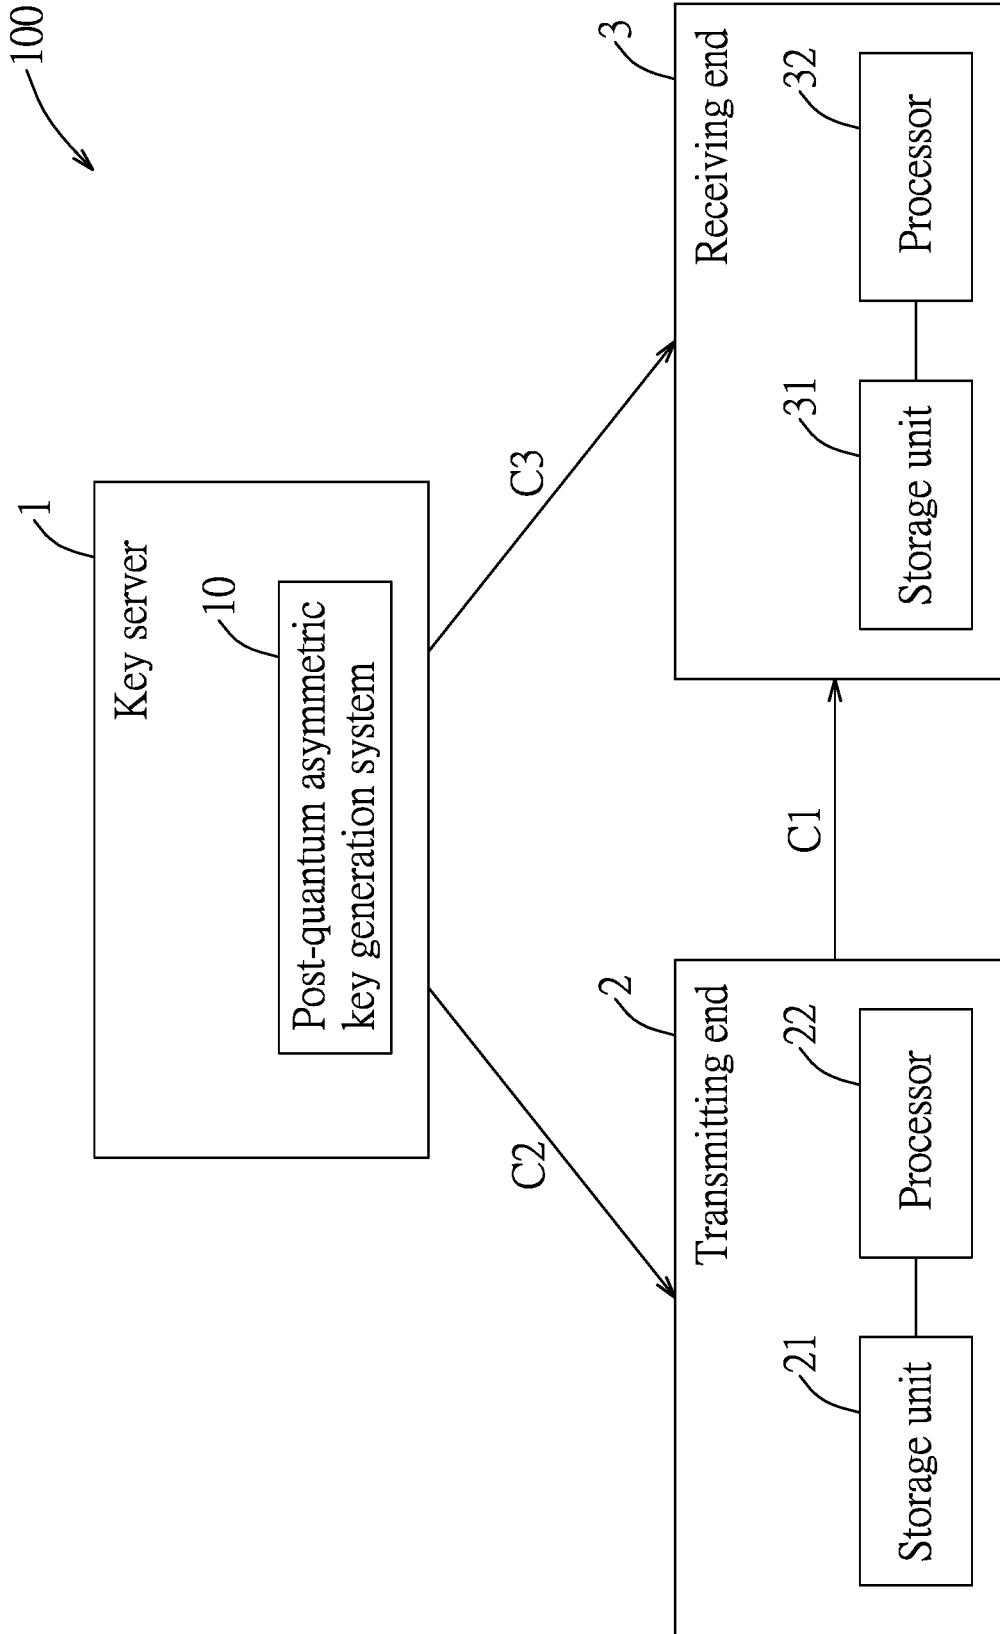 100
1
Key server
10
Post-quantum asymmetric
key generation system
C2
C3
2
Transmitting end
21
22
Storage unit
Processor
C1
3
Receiving end
31
32
Storage unit
Processor